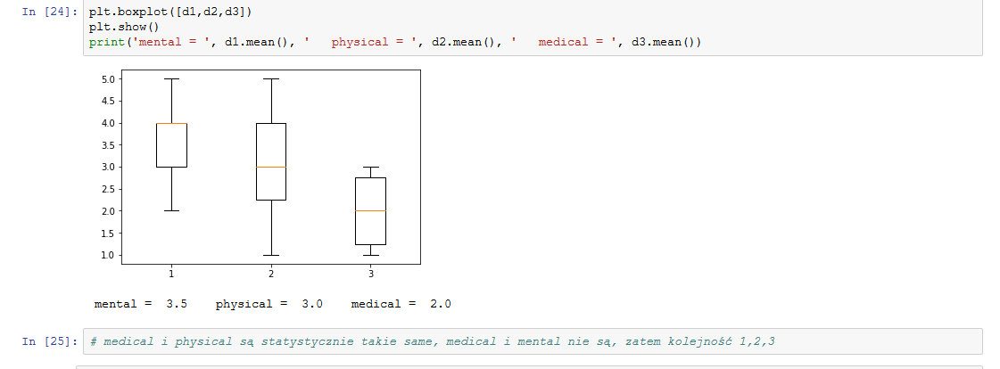 In [24]: plt.boxplot([d1,d2,d3])
plt.show()
print('mental = ', d1.mean(), '   physical = ', d2.mean(), '   medical = ', d3.mean())
5.0
4.5
4.0
3.5
3.0
2.5
2.0
1.5
1.0
1 2 3
mental =  3.5    physical =  3.0    medical =  2.0
In [25]: # medical i physical są statystycznie takie same, medical i mental nie są, zatem kolejność 1,2,3